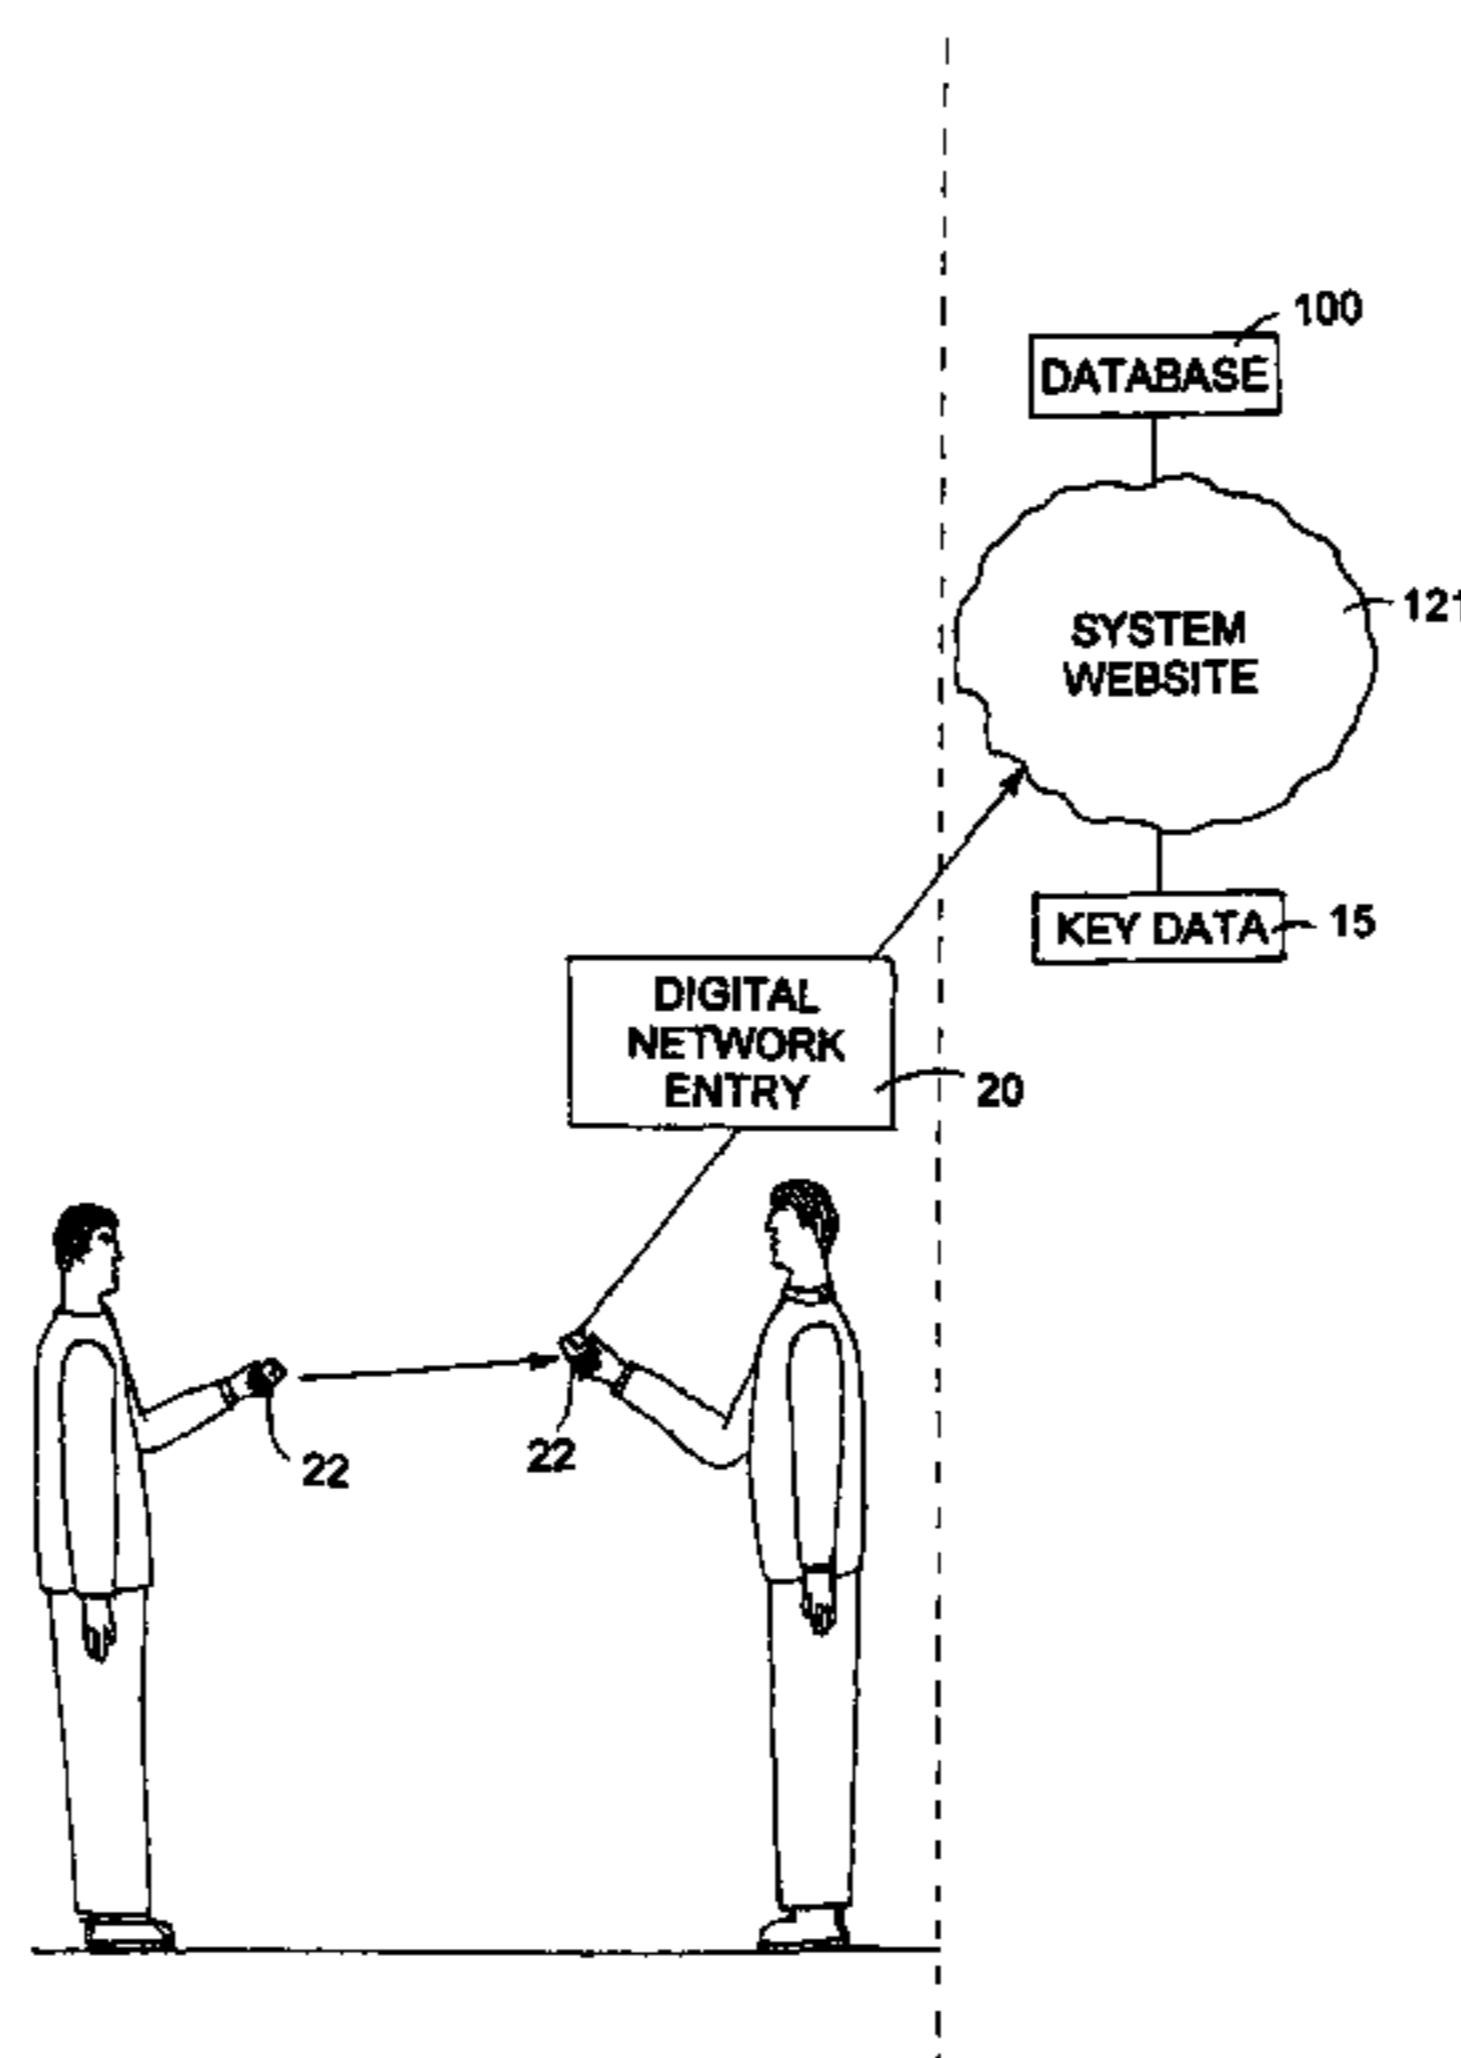 100
DATABASE
121
SYSTEM
WEBSITE
KEY DATA
15
DIGITAL
NETWORK
ENTRY
20
22
22